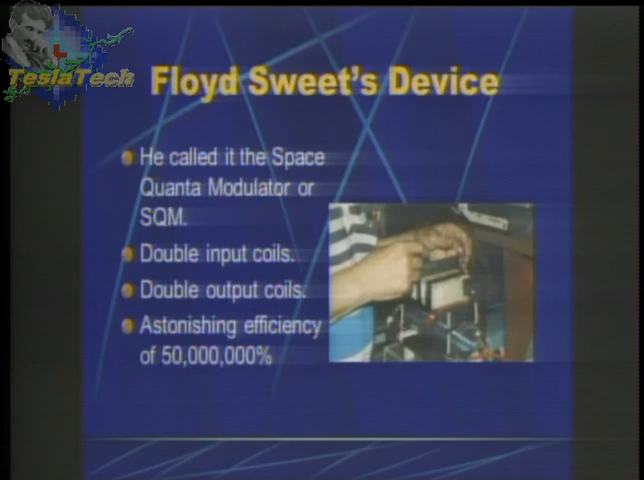 TeslaTech
Floyd Sweet's Device
He called it the Space
Quanta Modulator or
SQM.
Double input coils.
Double output coils.
Astonishing efficiency
of 50,000,000%